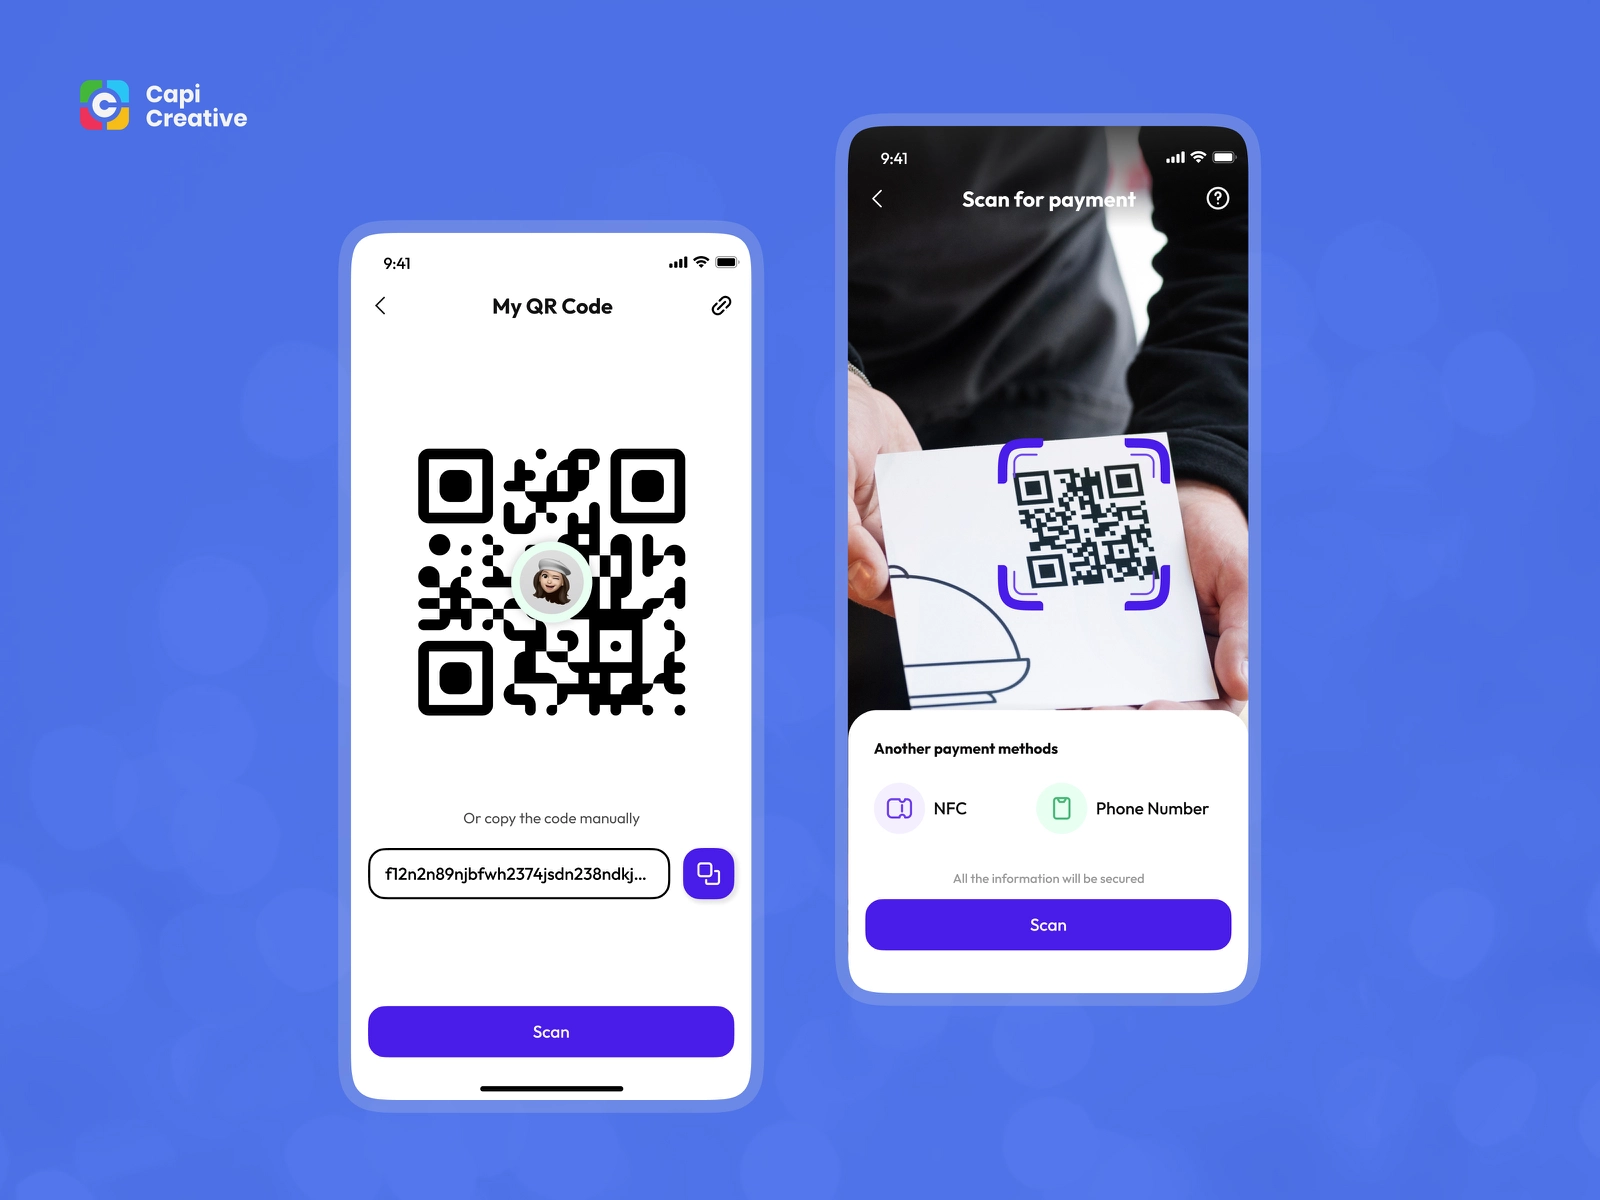 Capi
Creative
9:41
My QR Code
Or copy the code manually
f12n2n89njbfwh2374jsdn238ndkj...
Scan
9:41
Scan for payment
Another payment methods
NFC
Phone Number
All the information will be secured
Scan